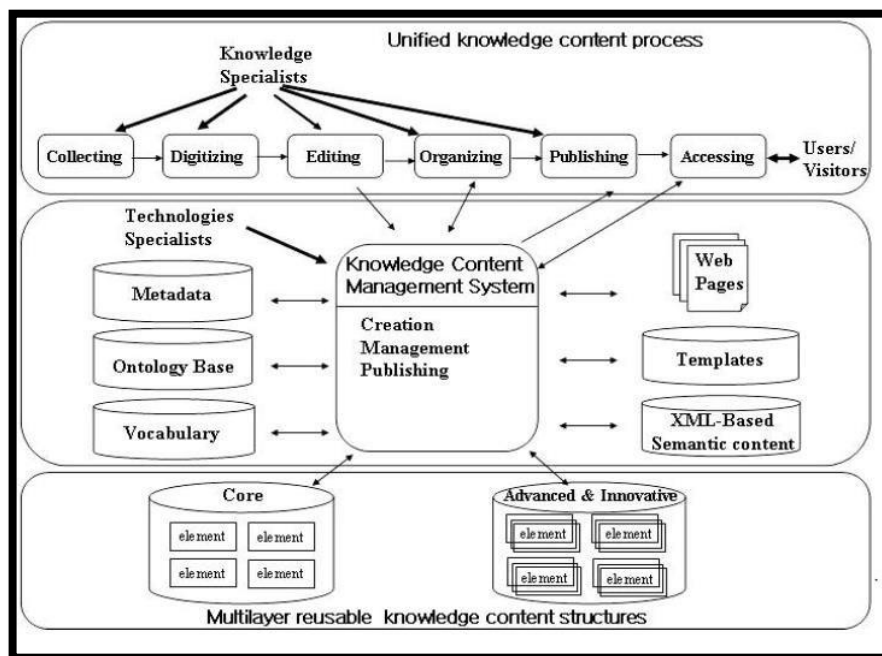 Unified knowledge content process
Knowledge
Specialists
Collecting
Digitizing
Editing
Organizing
Publishing
Accessing
Users/
Visitors
Technologies
Specialists
Knowledge Content
Management System
Creation
Management
Publishing
Metadata
Ontology Base
Vocabulary
Web
Pages
Templates
XML-Based
Semantic content
Core
element element
element element
Advanced & Innovative
element element
element element
Multilayer reusable knowledge content structures